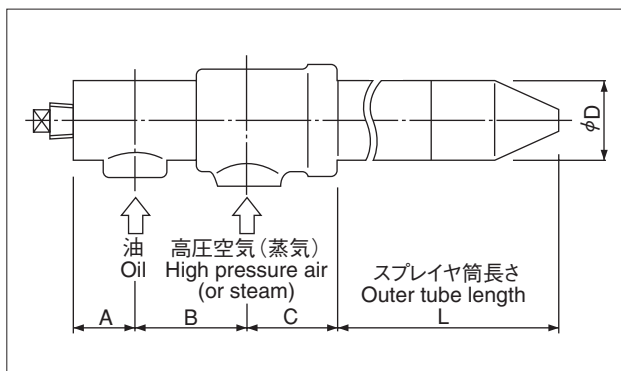 φD
油
Oil
高圧空気（蒸気）
High pressure air
(or steam)
スプレイヤ筒長さ
Outer tube length
A
B
C
L